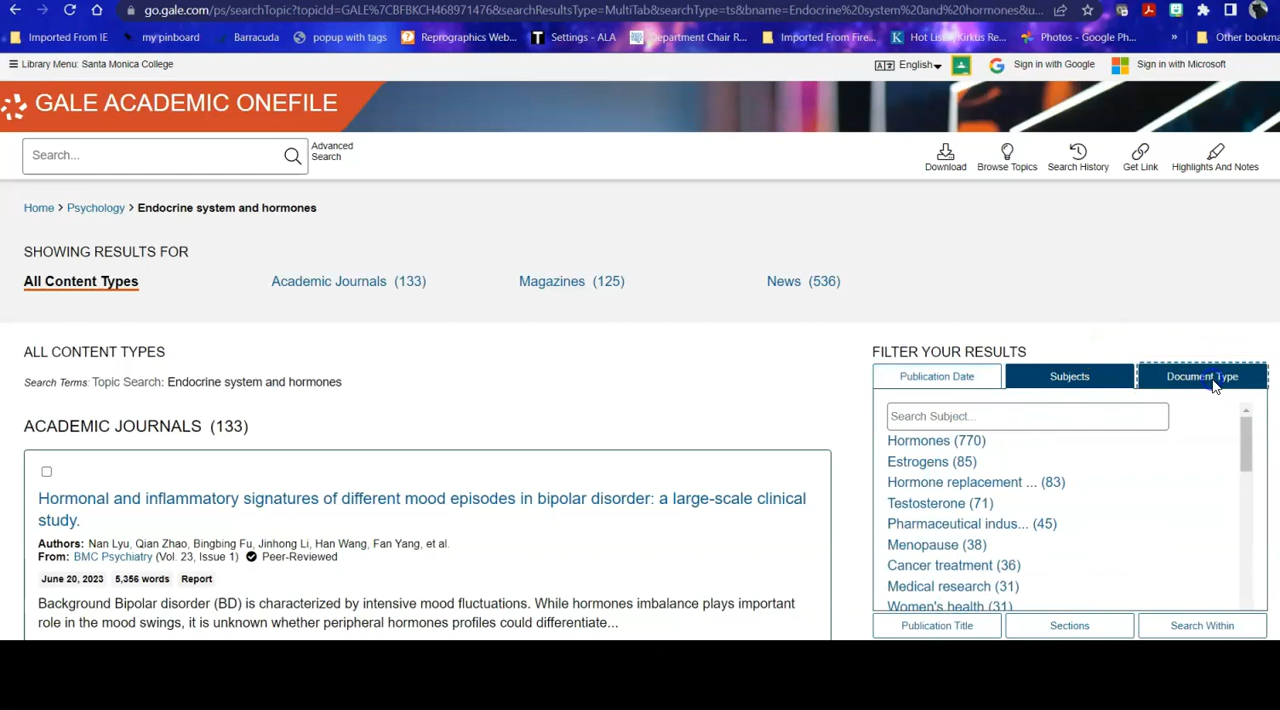 go.gale.com/ps/searchTopic?topicId=GALE%7CBFBKCH468971476&searchResultsType=MultiTab&searchType=ts&bname=Endocrine%20system%20and%20hormones&u...
Imported From IE my pinboard Barracuda popup with tags Reprographics Web... Settings - ALA Department Chair R... Imported From Fire... Hot List Kirkus Re... Photos - Google Ph... » Other bookma
Library Menu: Santa Monica College English Sign in with Google Sign in with Microsoft
GALE ACADEMIC ONEFILE
Search... Advanced
Search
Download Browse Topics Search History Get Link Highlights And Notes
Home > Psychology > Endocrine system and hormones
SHOWING RESULTS FOR
All Content Types Academic Journals (133) Magazines (125) News (536)
ALL CONTENT TYPES
Search Terms: Topic Search: Endocrine system and hormones
ACADEMIC JOURNALS (133)
Hormonal and inflammatory signatures of different mood episodes in bipolar disorder: a large-scale clinical
study.
Authors: Nan Lyu, Qian Zhao, Bingbing Fu, Jinhong Li, Han Wang, Fan Yang, et al.
From: BMC Psychiatry (Vol. 23, Issue 1) Peer-Reviewed
June 20, 2023 5,356 words Report
Background Bipolar disorder (BD) is characterized by intensive mood fluctuations. While hormones imbalance plays important
role in the mood swings, it is unknown whether peripheral hormones profiles could differentiate...
FILTER YOUR RESULTS
Publication Date Subjects Document Type
Search Subject...
Hormones (770)
Estrogens (85)
Hormone replacement ... (83)
Testosterone (71)
Pharmaceutical indus... (45)
Menopause (38)
Cancer treatment (36)
Medical research (31)
Women's health (31)
Publication Title Sections Search Within